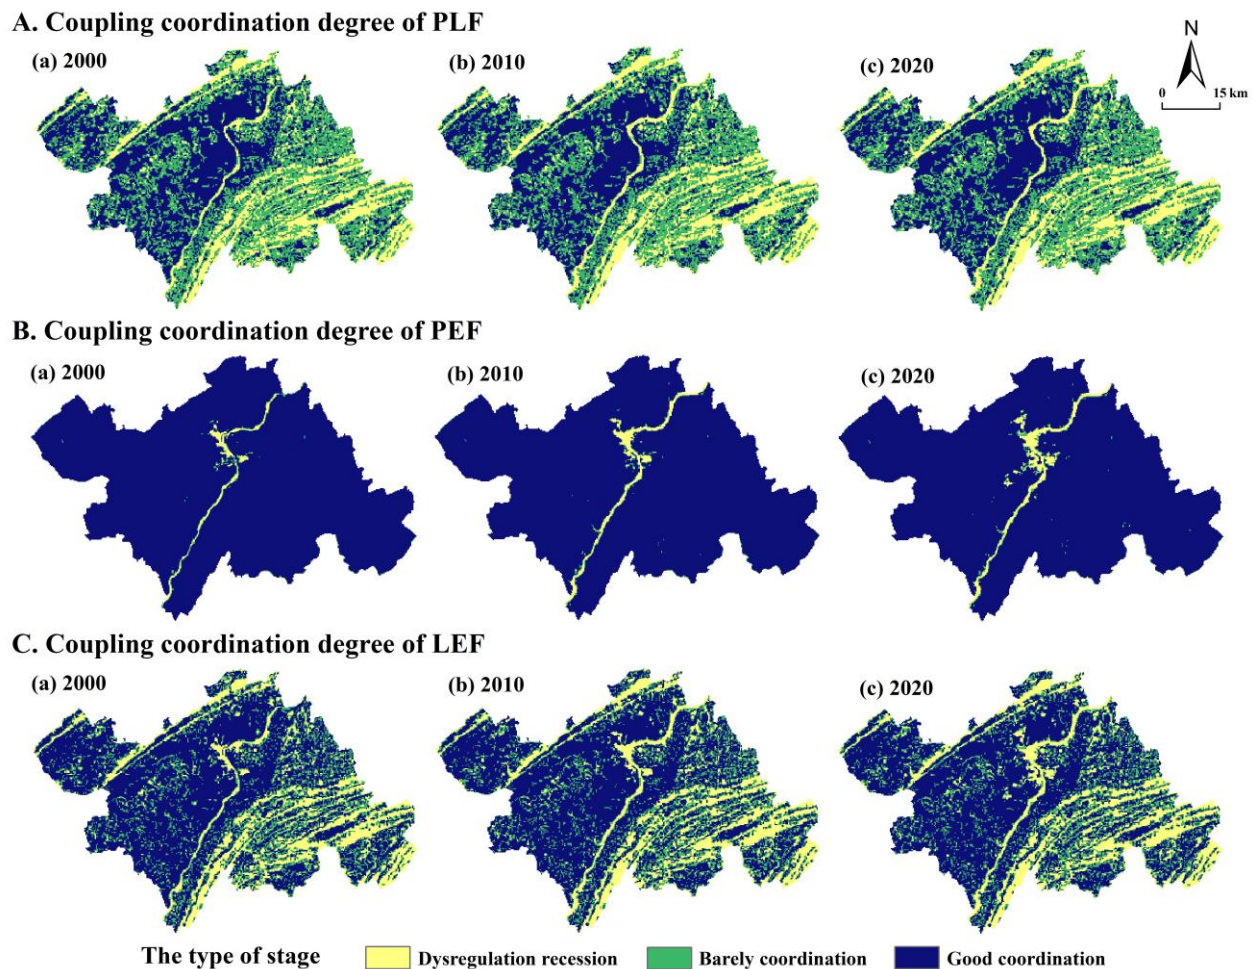 A. Coupling coordination degree of PLF
(a) 2000
(b) 2010
(c) 2020
N
0 15 km
B. Coupling coordination degree of PEF
(a) 2000
(b) 2010
(c) 2020
C. Coupling coordination degree of LEF
(a) 2000
(b) 2010
(c) 2020
The type of stage
Dysregulation recession
Barely coordination
Good coordination